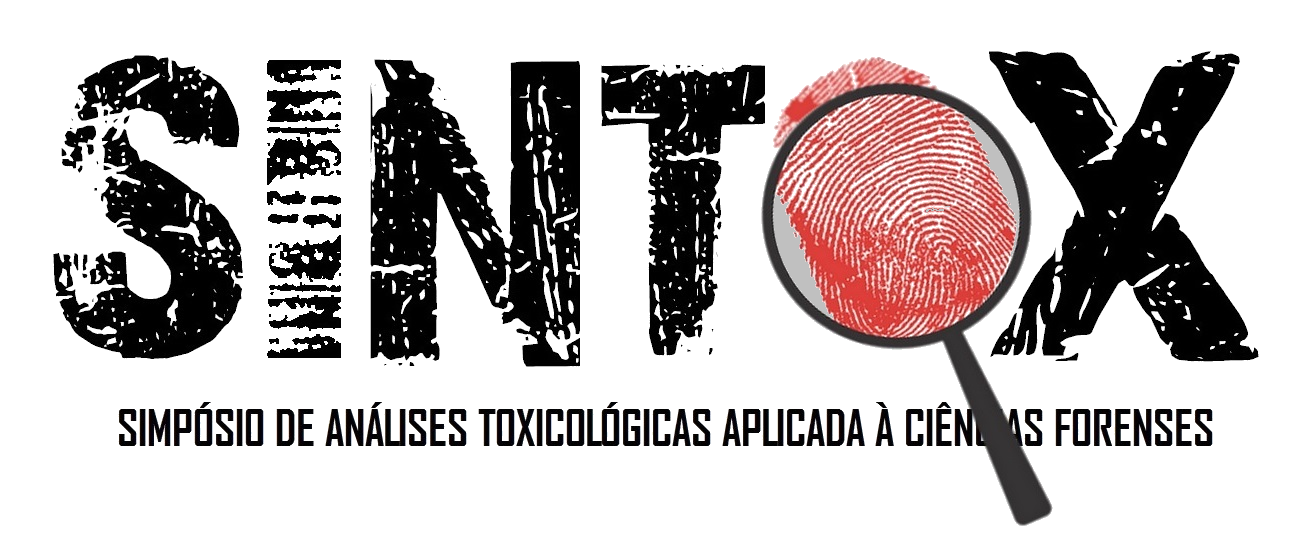 SINTOX
SIMPÓSIO DE ANÁLISES TOXICOLÓGICAS APLICADA À CIÊNCIAS FORENSES